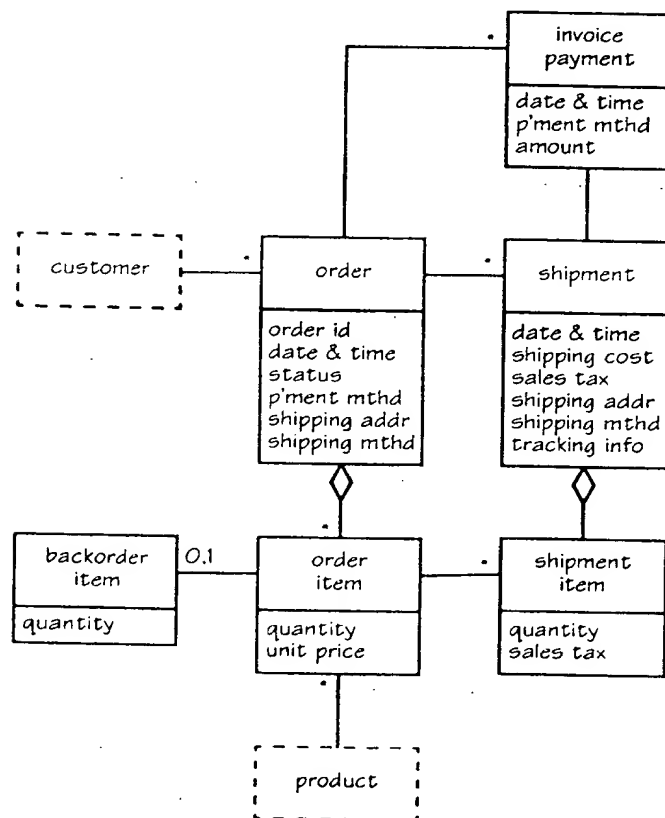 invoice
payment
date & time
p'ment mthd
amount
customer
order
order id
date & time
status
p'ment mthd
shipping addr
shipping mthd
shipment
date & time
shipping cost
sales tax
shipping addr
shipping mthd
tracking info
backorder
item
quantity
0.1
order
item
quantity
unit price
shipment
item
quantity
sales tax
product